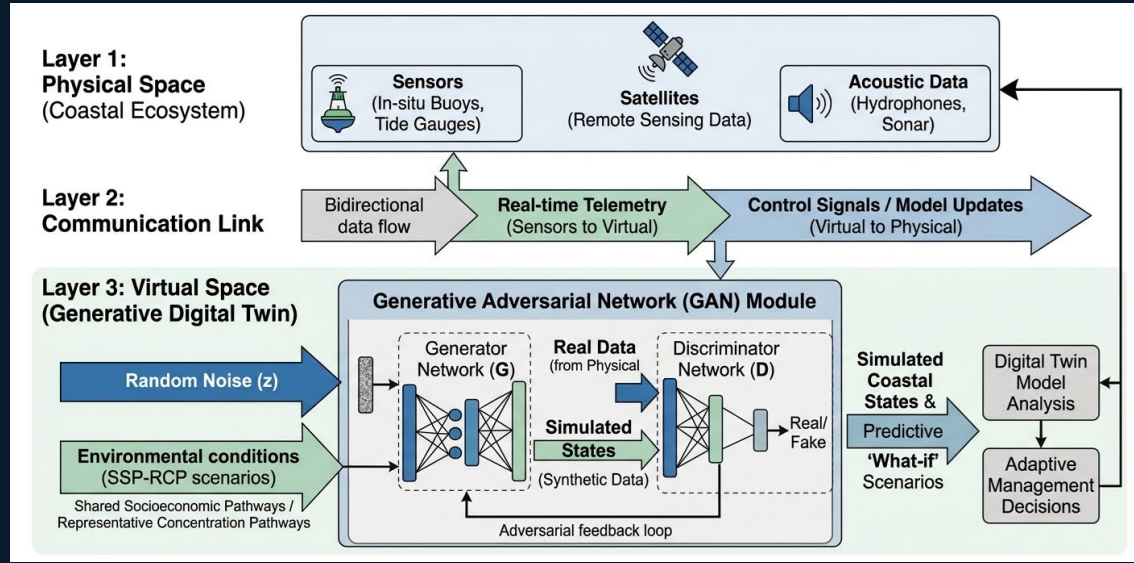 Layer 1:
Physical Space
(Coastal Ecosystem)
Sensors
(In-situ Buoys,
Tide Gauges)
Satellites
(Remote Sensing Data)
Acoustic Data
(Hydrophones,
Sonar)
Layer 2:
Communication Link
Bidirectional
data flow
Real-time Telemetry
(Sensors to Virtual)
Control Signals / Model Updates
(Virtual to Physical)
Layer 3: Virtual Space
(Generative Digital Twin)
Random Noise (z)
Environmental conditions
(SSP-RCP scenarios)
Shared Socioeconomic Pathways /
Representative Concentration Pathways
Generative Adversarial Network (GAN) Module
Generator
Network (G)
Real Data
(from Physical
Simulated
States
(Synthetic Data)
Discriminator
Network (D)
Real/
Fake
Adversarial feedback loop
Simulated
Coastal
States &
Predictive
'What-if'
Scenarios
Digital Twin
Model
Analysis
Adaptive
Management
Decisions